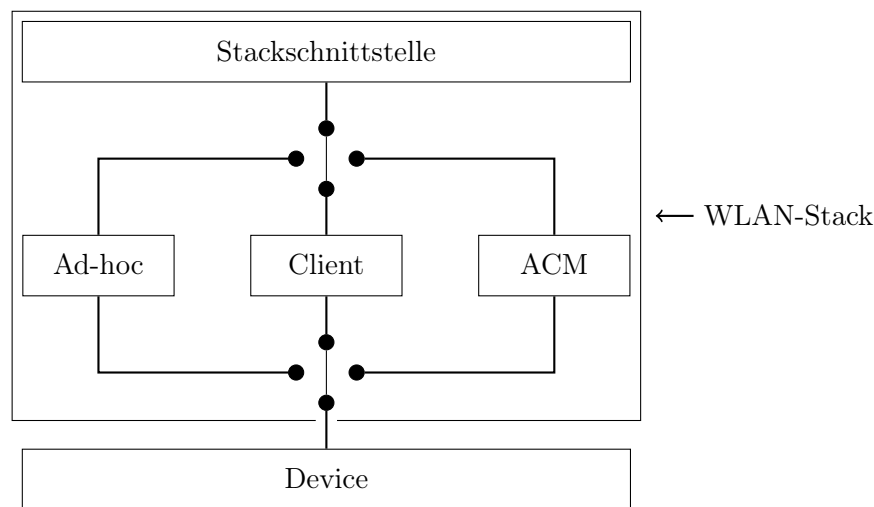 Stackschnittstelle
WLAN-Stack
Ad-hoc
Client
ACM
Device